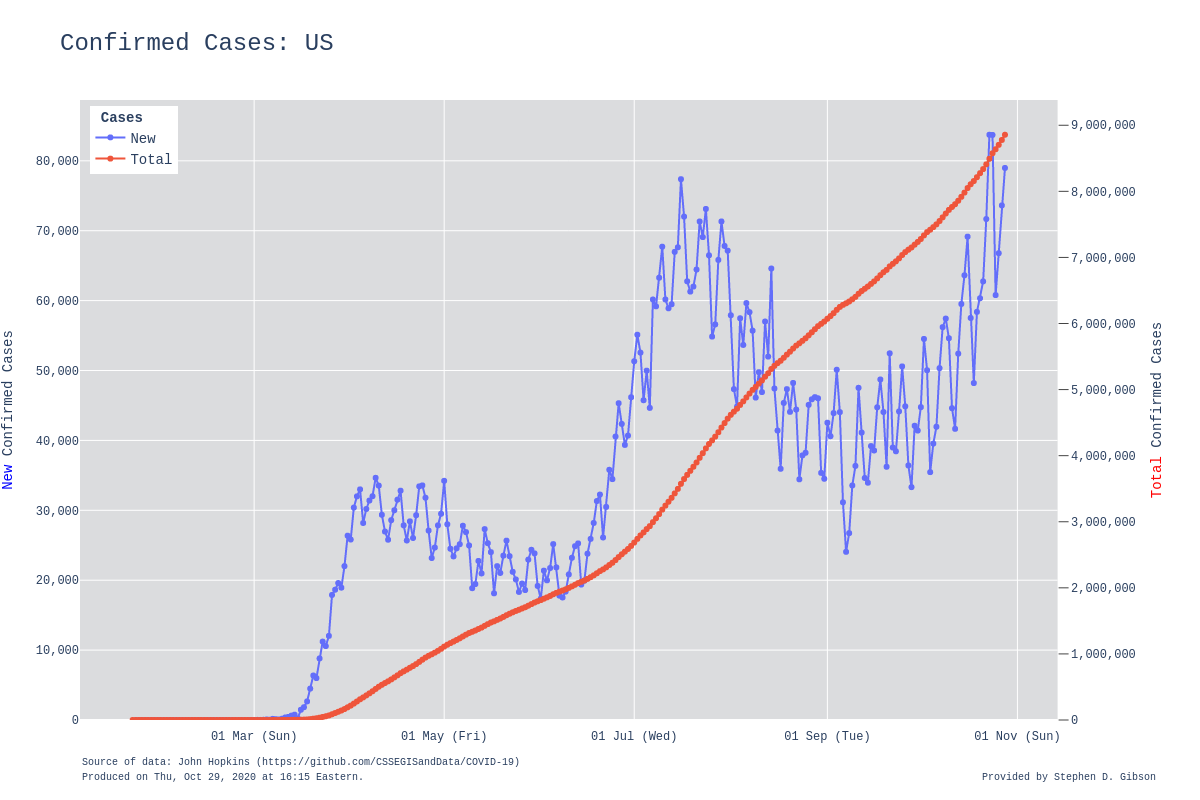 Confirmed Cases: US
Cases
New
Total
80,000
70,000
60,000
50,000
40,000
30,000
20,000
10,000
0
New Confirmed Cases
9,000,000
8,000,000
7,000,000
6,000,000
5,000,000
4,000,000
3,000,000
2,000,000
1,000,000
0
Total Confirmed Cases
01 Mar (Sun) 01 May (Fri) 01 Jul (Wed) 01 Sep (Tue) 01 Nov (Sun)
Source of data: John Hopkins (https://github.com/CSSEGISandData/COVID-19)
Produced on Thu, Oct 29, 2020 at 16:15 Eastern.
Provided by Stephen D. Gibson